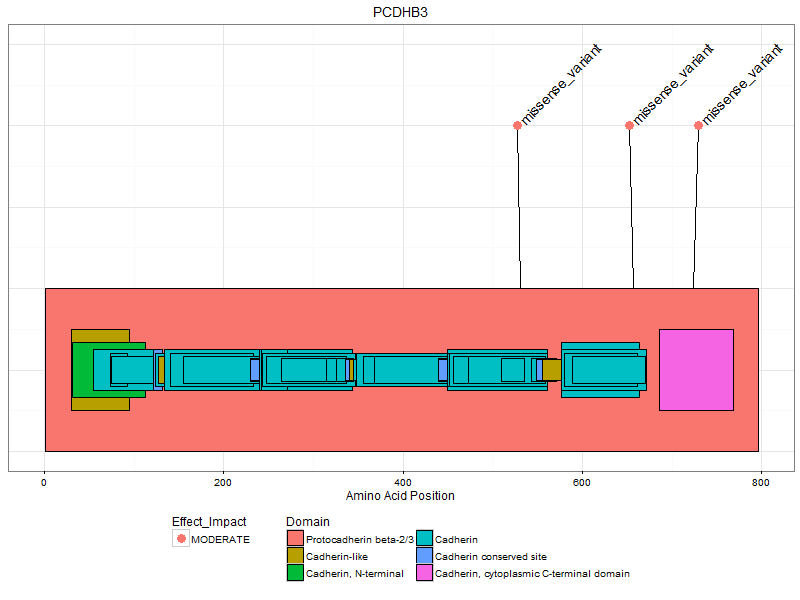 PCDHB3
missense_variant
missense_variant
missense_variant
0
200
400
600
800
Amino Acid Position
Effect_Impact
MODERATE
Domain
Protocadherin beta-2/3
Cadherin-like
Cadherin, N-terminal
Cadherin
Cadherin conserved site
Cadherin, cytoplasmic C-terminal domain